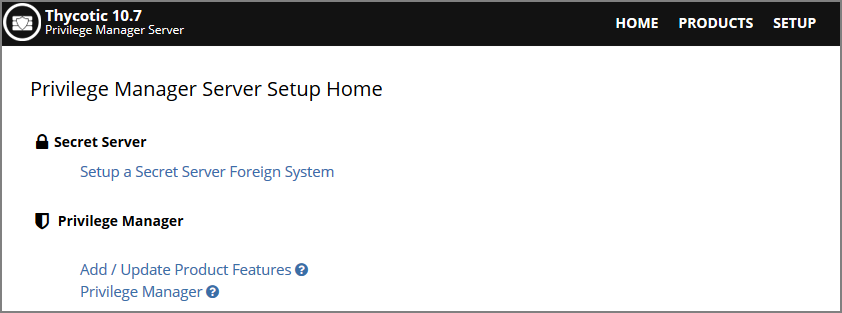 Thycotic 10.7
Privilege Manager Server
HOME PRODUCTS SETUP
Privilege Manager Server Setup Home
Secret Server
Setup a Secret Server Foreign System
Privilege Manager
Add / Update Product Features ?
Privilege Manager ?